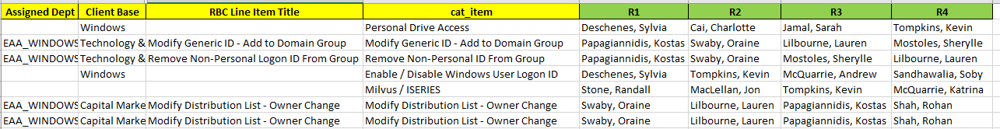 Assigned Dept Client Base RBC Line Item Title cat_item R1 R2 R3 R4
Windows Personal Drive Access Deschenes, Sylvia Cai, Charlotte Jamal, Sarah Tompkins, Kevin
EAA_WINDOWS Technology & Modify Generic ID - Add to Domain Group Modify Generic ID - Add to Domain Group Papagiannidis, Kostas Swaby, Oraine Lilbourne, Lauren Mostoles, Sherylle
EAA_WINDOWS Technology & Remove Non-Personal Logon ID From Group Remove Non-Personal ID From Group Papagiannidis, Kostas Swaby, Oraine Mostoles, Sherylle Lilbourne, Lauren
Windows Enable / Disable Windows User Logon ID Deschenes, Sylvia Tompkins, Kevin McQuarrie, Andrew Sandhawalia, Soby
Milvus / ISERIES Stone, Randall MacLellan, Jon Tompkins, Kevin McQuarrie, Katrina
EAA_WINDOWS Capital Marke Modify Distribution List - Owner Change Modify Distribution List - Owner Change Swaby, Oraine Lilbourne, Lauren Papagiannidis, Kostas Shah, Rohan
EAA_WINDOWS Capital Marke Modify Distribution List - Owner Change Modify Distribution List - Owner Change Swaby, Oraine Lilbourne, Lauren Papagiannidis, Kostas Shah, Rohan